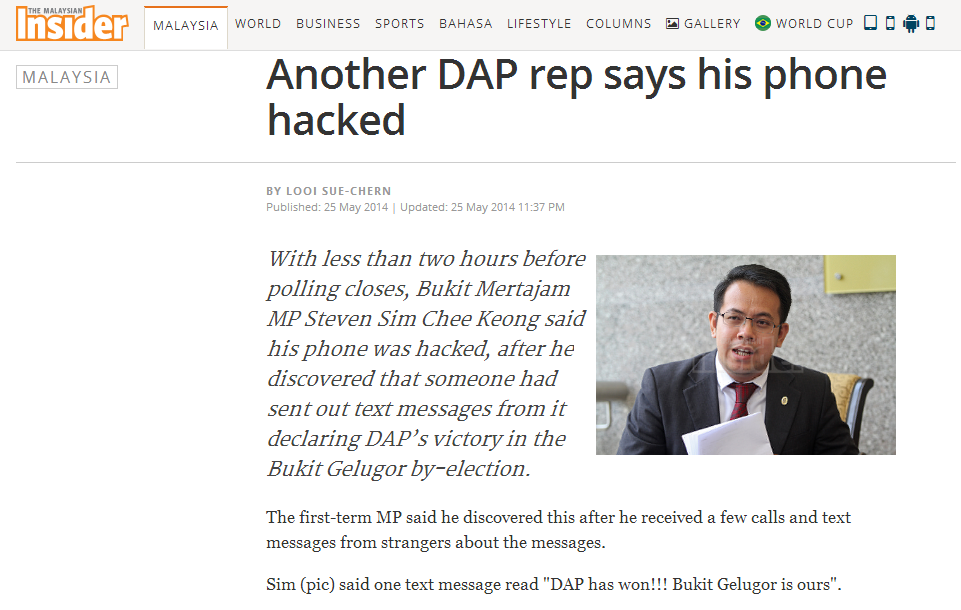 THE MALAYSIAN
Insider
MALAYSIA WORLD BUSINESS SPORTS BAHASA LIFESTYLE COLUMNS GALLERY WORLD CUP
MALAYSIA
Another DAP rep says his phone
hacked
BY LOOI SUE-CHERN
Published: 25 May 2014 | Updated: 25 May 2014 11:37 PM
With less than two hours before
polling closes, Bukit Mertajam
MP Steven Sim Chee Keong said
his phone was hacked, after he
discovered that someone had
sent out text messages from it
declaring DAP’s victory in the
Bukit Gelugor by-election.
The first-term MP said he discovered this after he received a few calls and text
messages from strangers about the messages.
Sim (pic) said one text message read "DAP has won!!! Bukit Gelugor is ours".